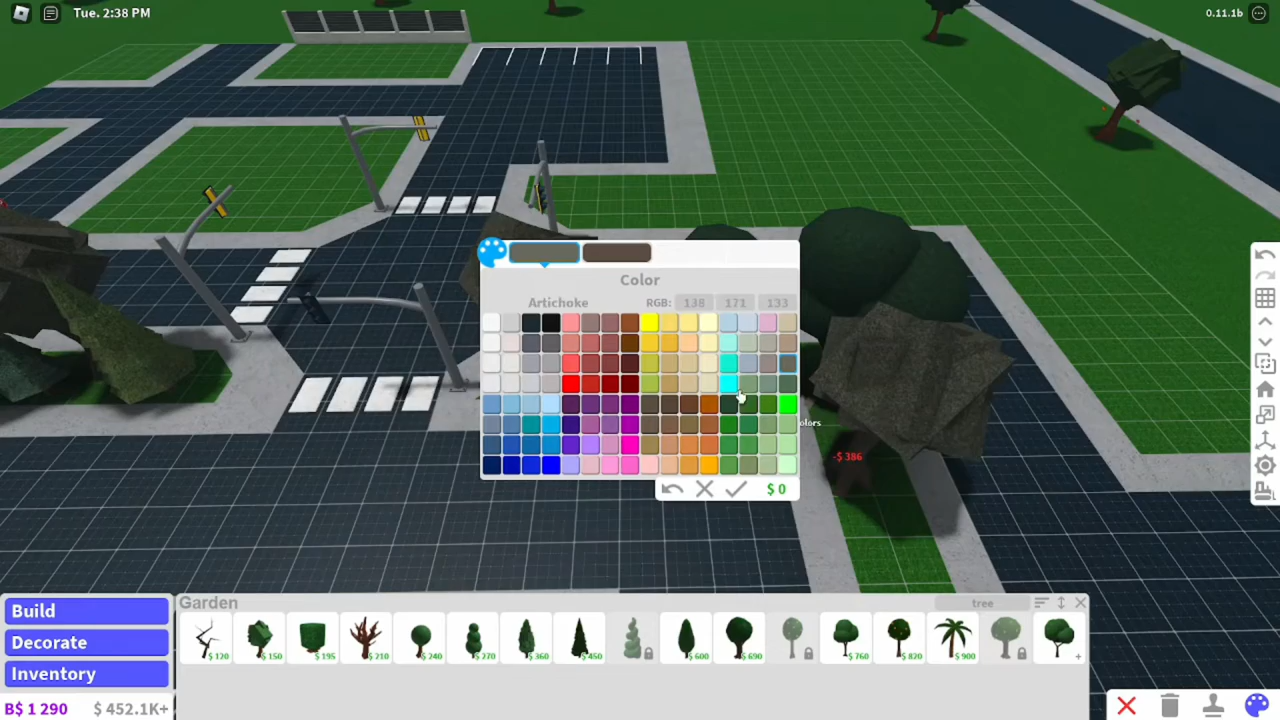 Tue. 2:38 PM
0.11.1b
Color
Artichoke RGB: 138 171 133
olors
-$ 386
$ 0
Build
Decorate
Inventory
B$ 1 290 $ 452.1K+
Garden tree
$ 120 $ 150 $ 195 $ 210 $ 240 $ 270 $ 360 $ 450 $ 600 $ 690 $ 760 $ 820 $ 900 +